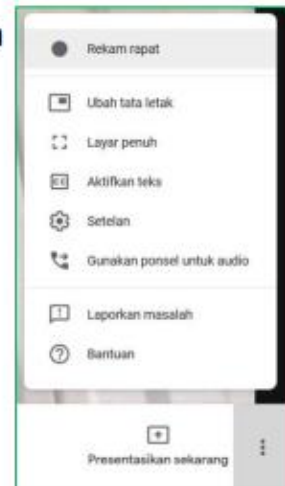 Rekam rapat
Ubah tata letak
Layar penuh
Aktifkan teks
Setelan
Gunakan ponsel untuk audio
Laporkan masalah
Bantuan
Presentasikan sekarang